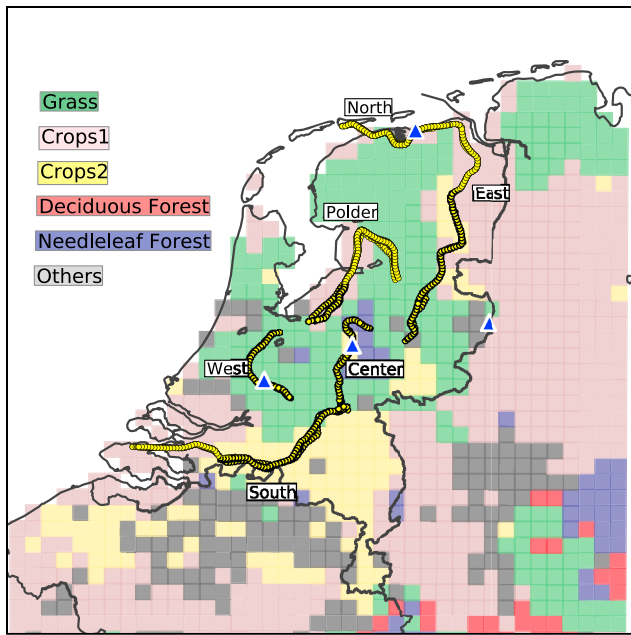 Grass
Crops1
Crops2
Deciduous Forest
Needleleaf Forest
Others
North
East
Polder
West
Center
South